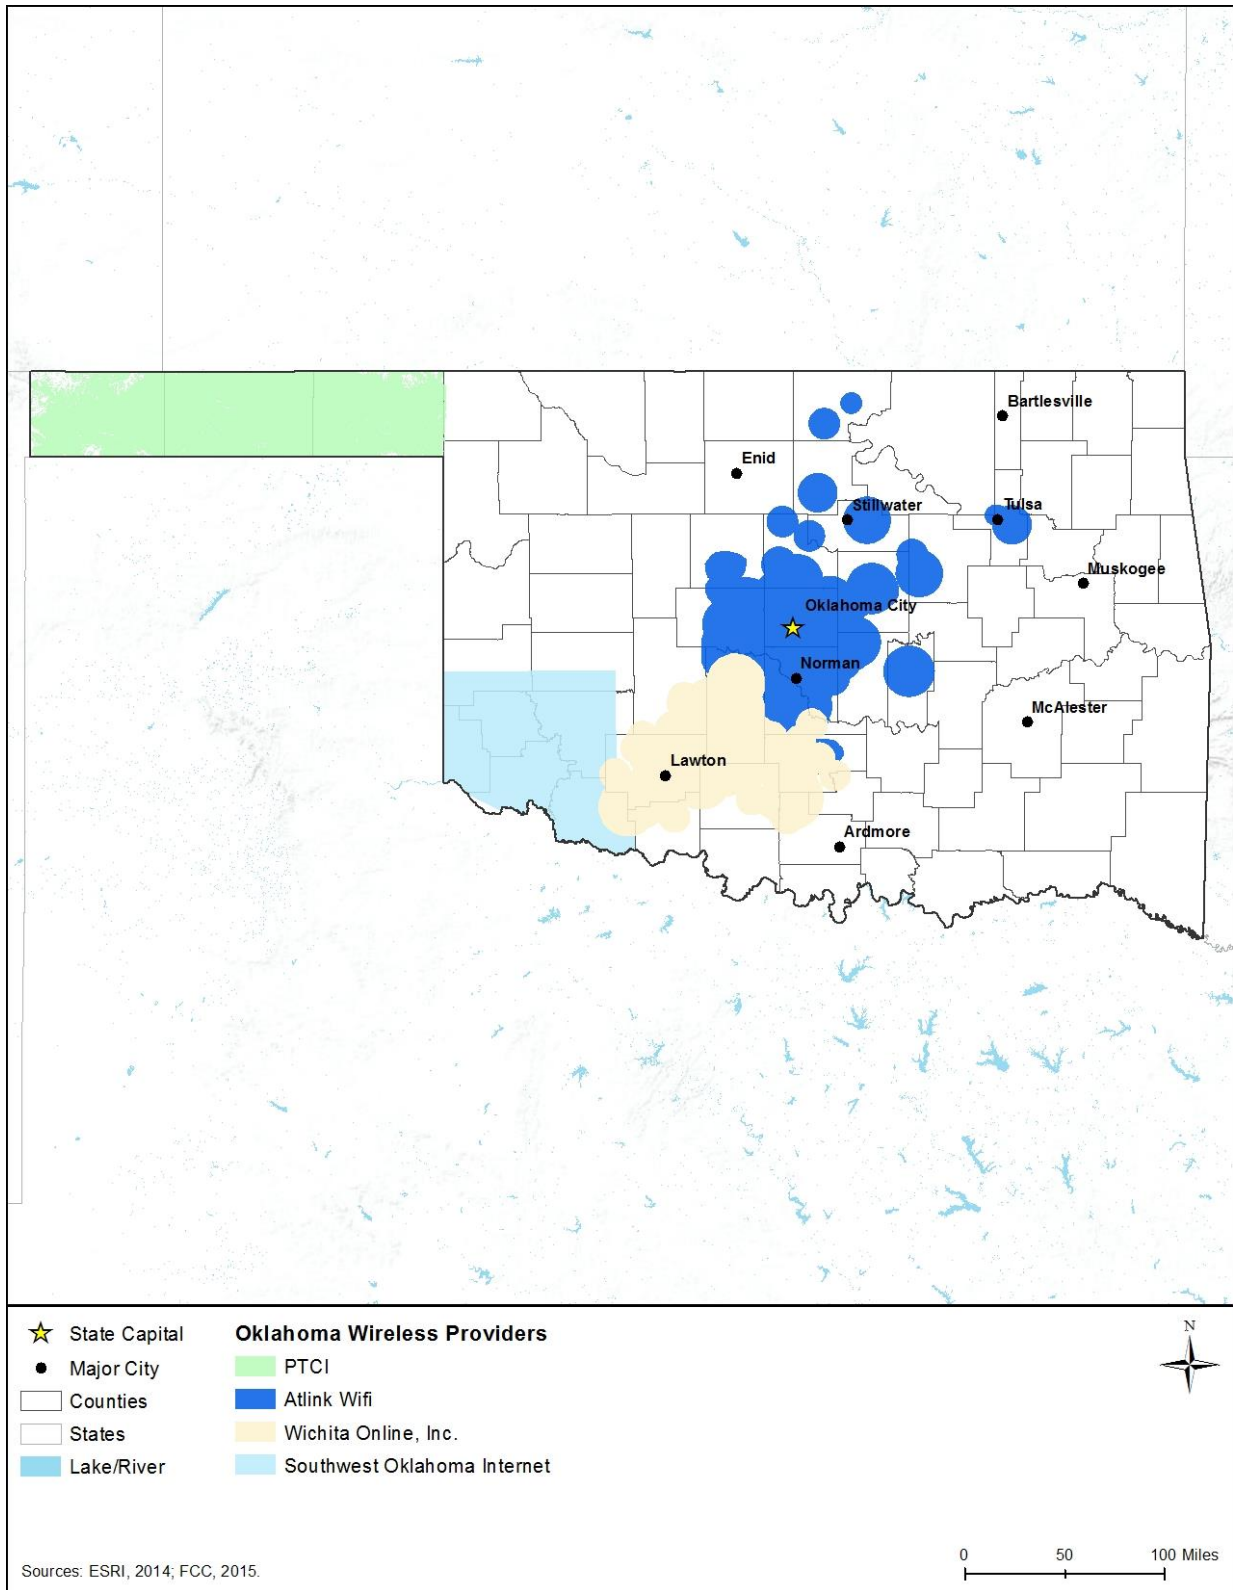 Bartlesville
Enid
Stillwater
Tulsa
Muskogee
Oklahoma City
Norman
McAlester
Lawton
Ardmore
State Capital
Major City
Counties
States
Lake/River
Oklahoma Wireless Providers
PTCI
Atlink Wifi
Wichita Online, Inc.
Southwest Oklahoma Internet
N
Sources: ESRI, 2014; FCC, 2015.
0 50 100 Miles